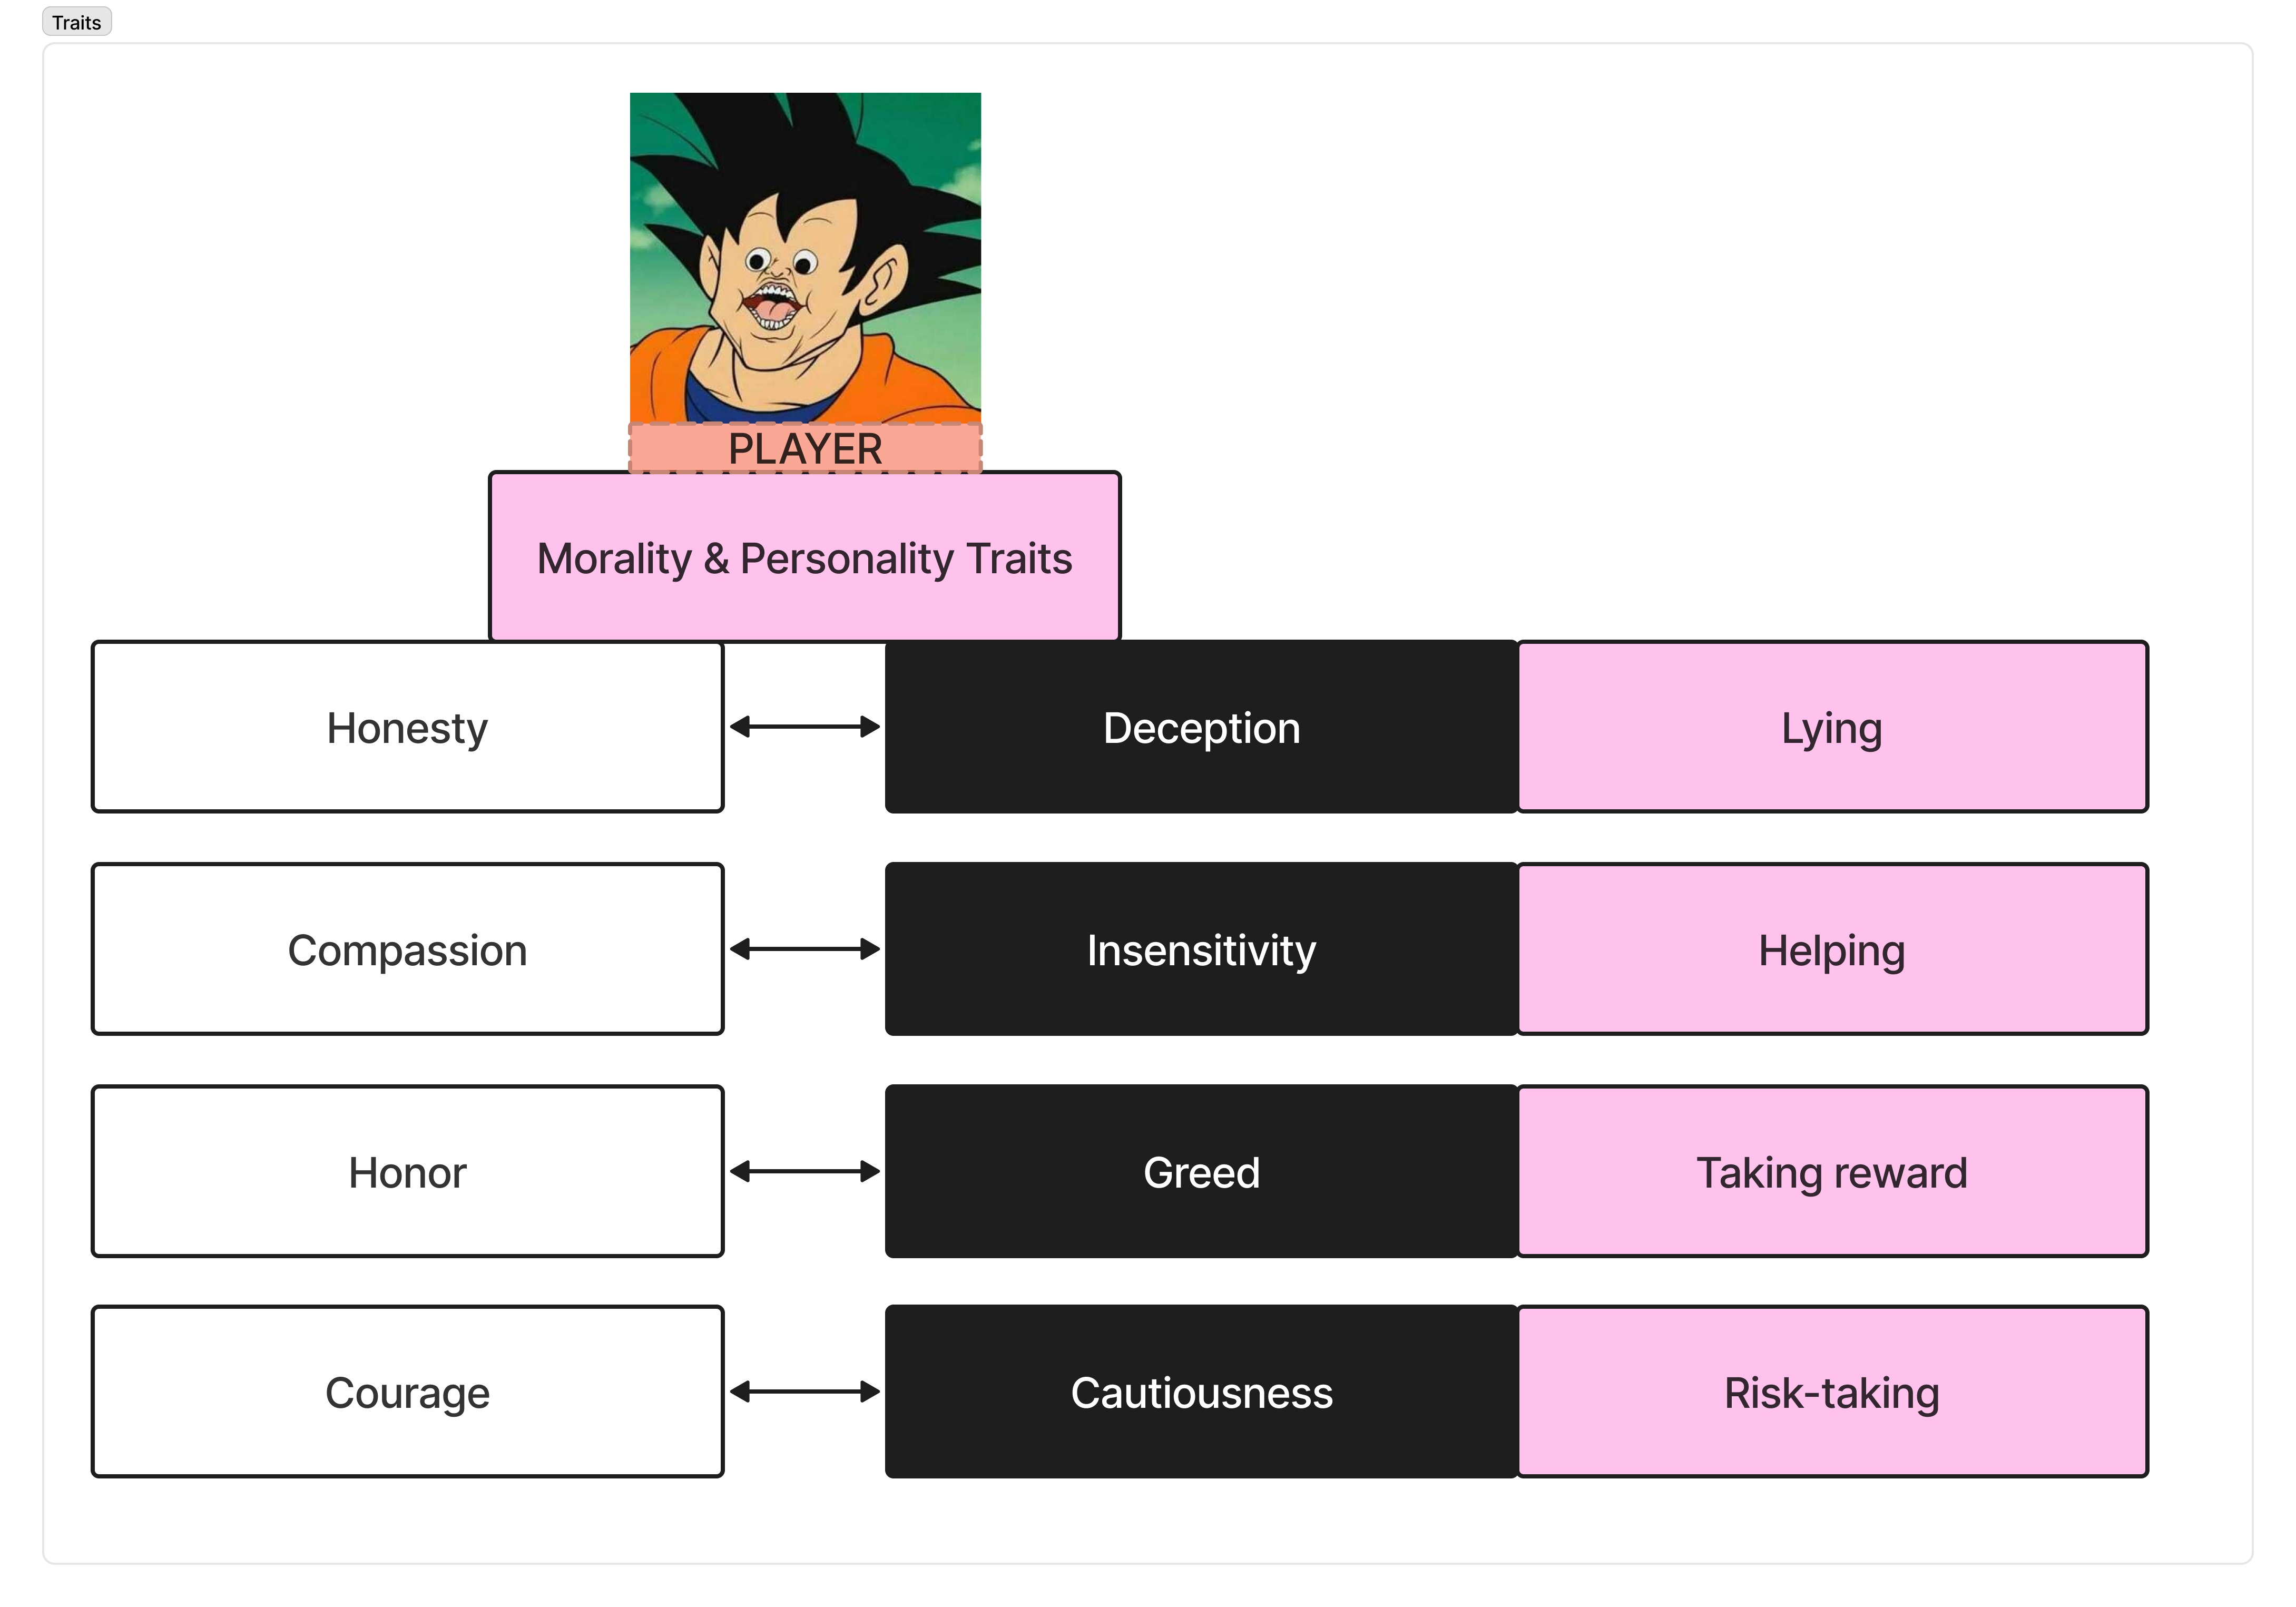 Traits
PLAYER
Morality & Personality Traits
Honesty
Deception
Lying
Compassion
Insensitivity
Helping
Honor
Greed
Taking reward
Courage
Cautiousness
Risk-taking